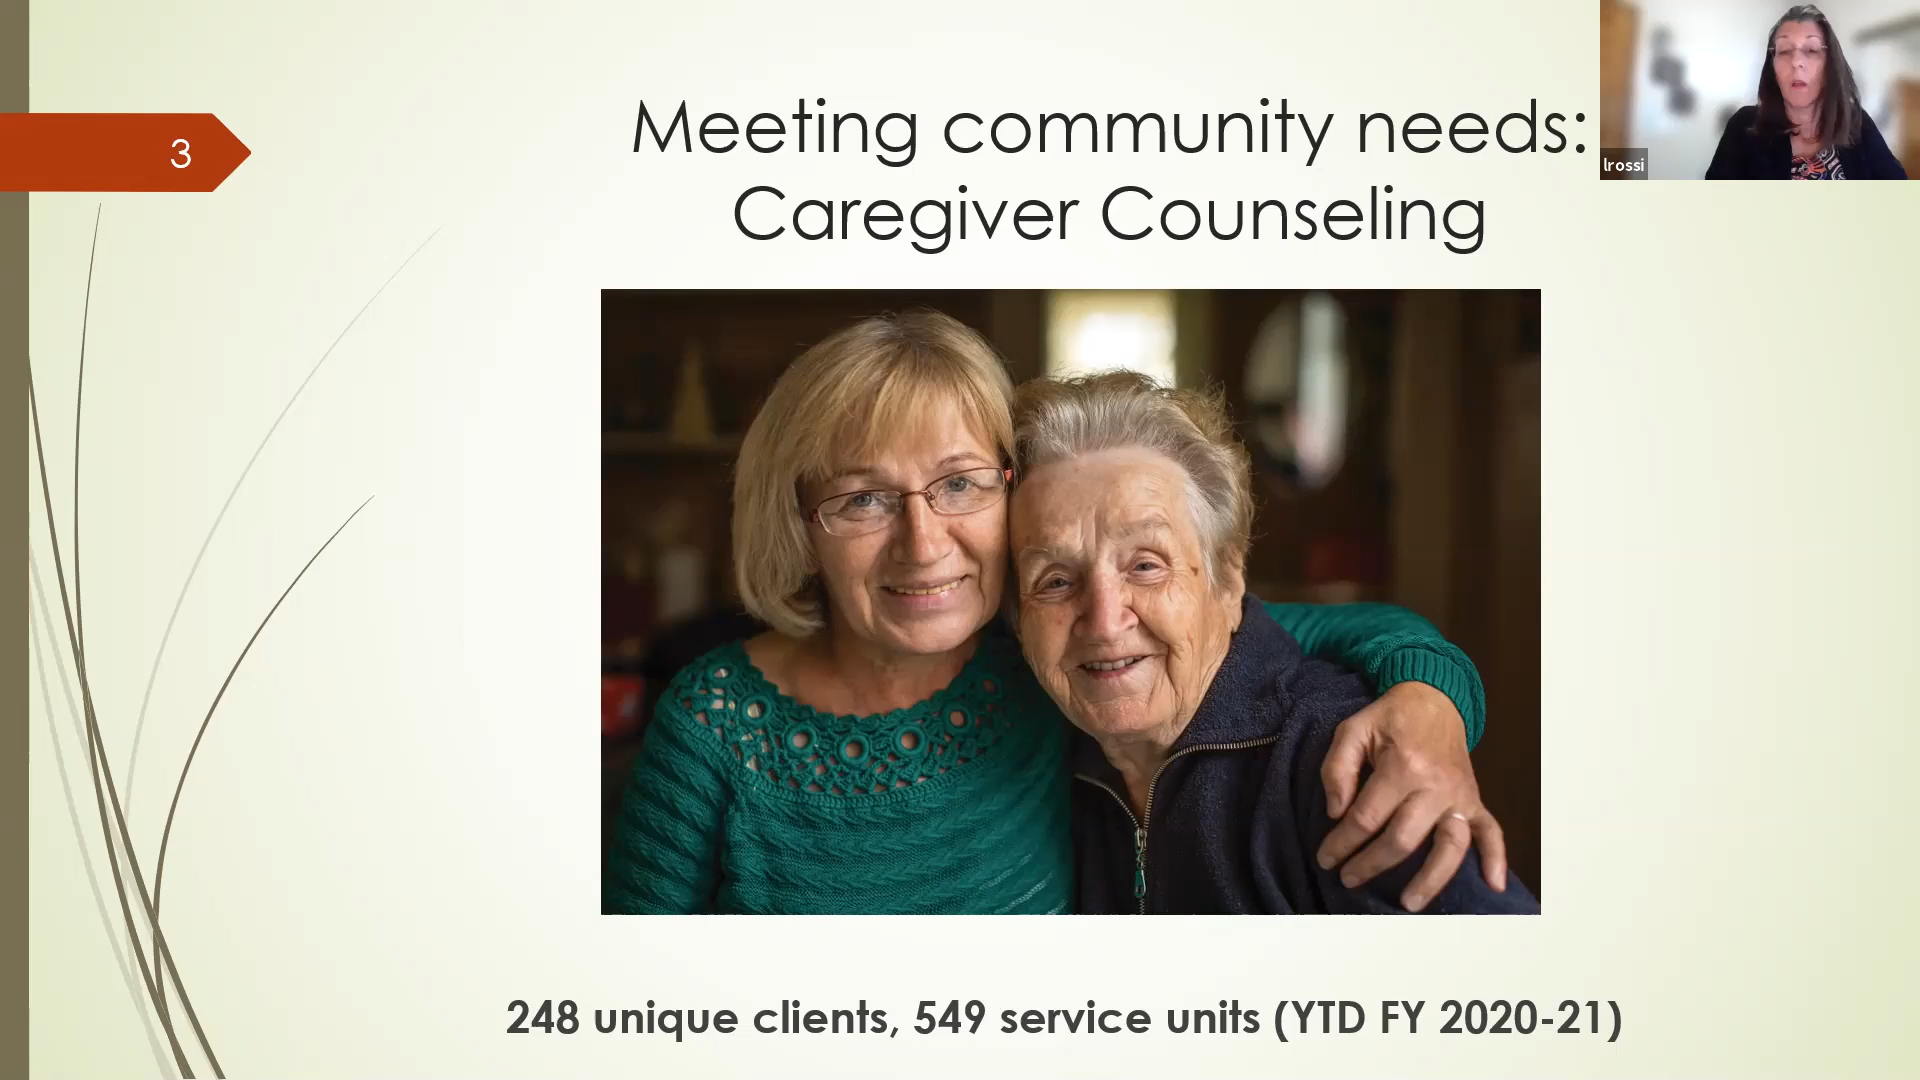 3
Meeting community needs:
Caregiver Counseling
lrossi
248 unique clients, 549 service units (YTD FY 2020-21)